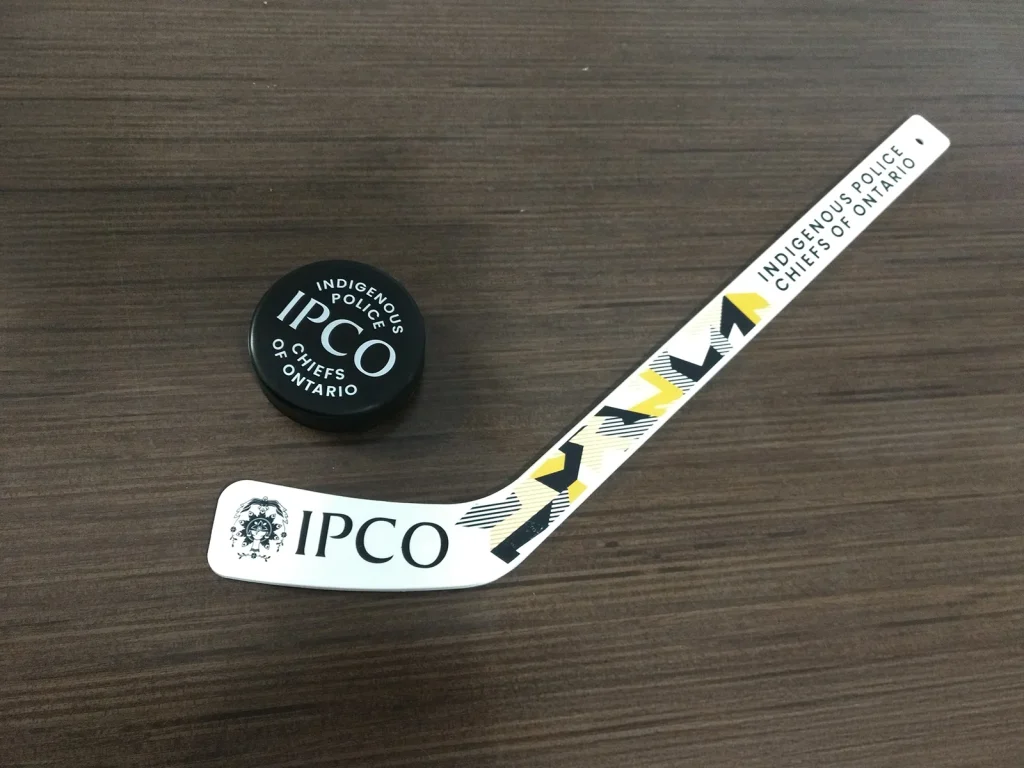 INDIGENOUS
POLICE
IPCO
CHIEFS
OF ONTARIO
INDIGENOUS POLICE
CHIEFS OF ONTARIO
IPCO